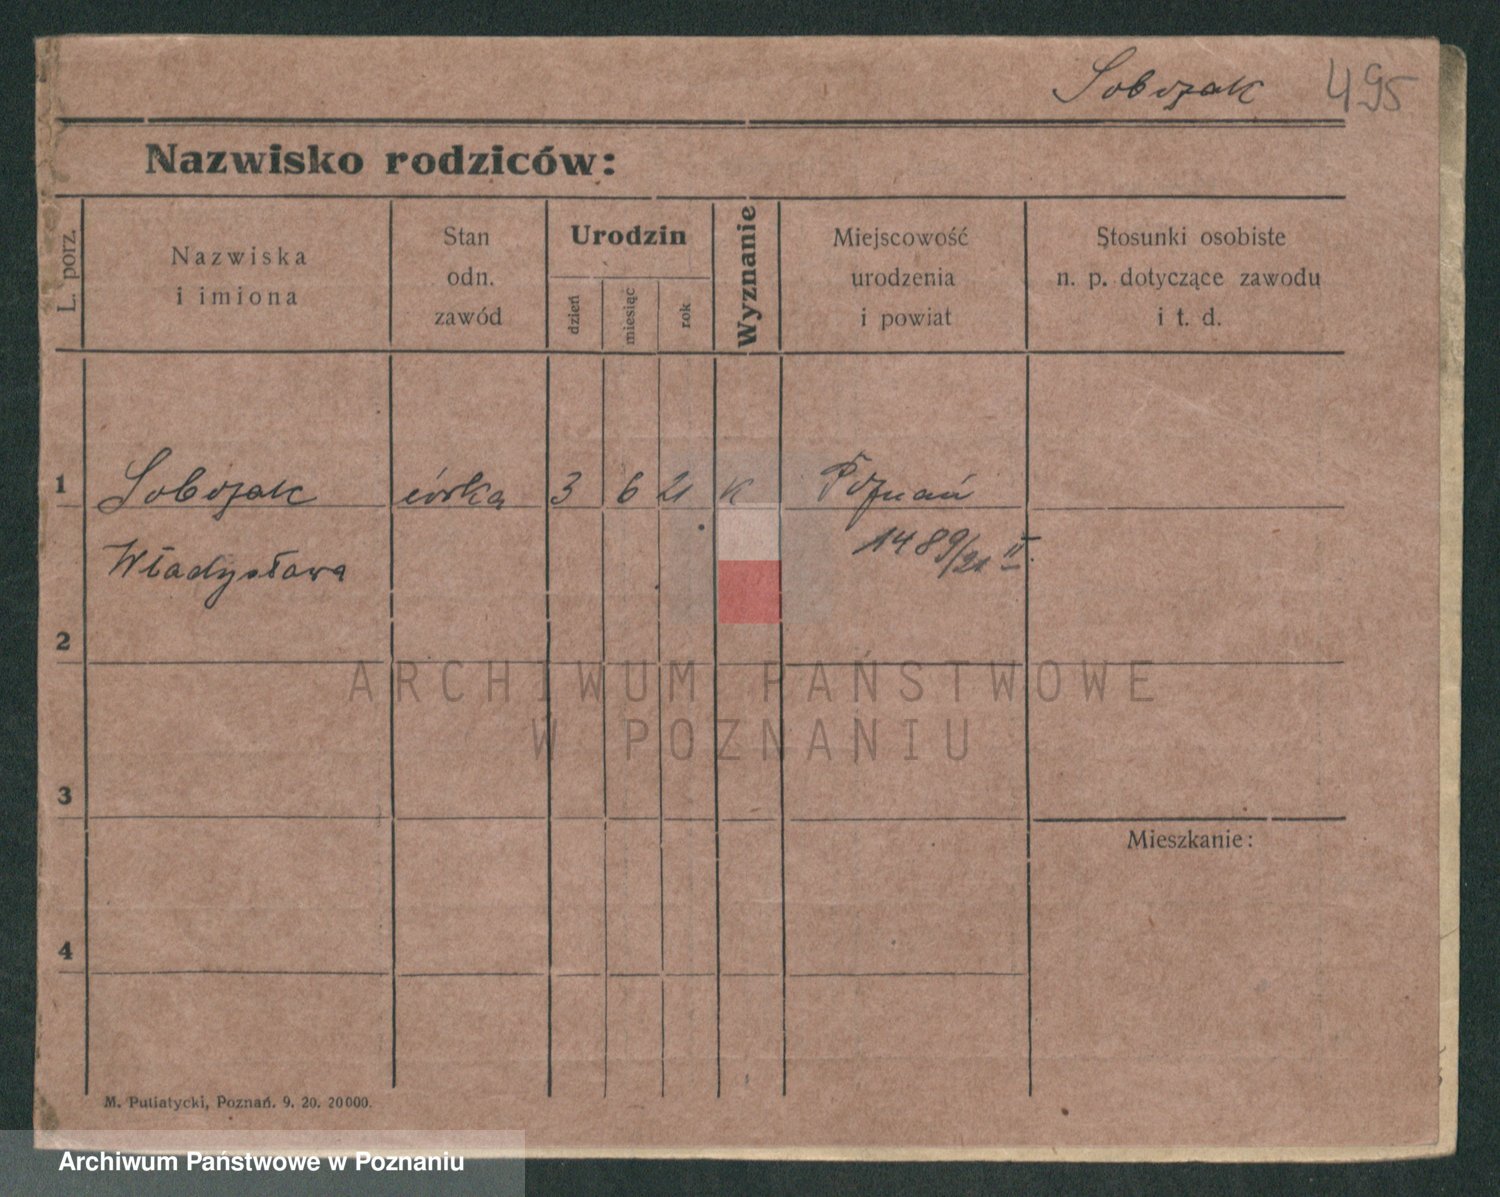 Sobczak 495
Nazwisko rodziców:
L. porz.
Nazwiska
i imiona
Stan
odn.
zawód
Urodzin
dzień
miesiąc
rok
Wyznanie
Miejscowość
urodzenia
i powiat
Stosunki osobiste
n. p. dotyczące zawodu
i t. d.
1 Sobczak córka 3 6 21 K Poznań
Władysława 1489/21 II
2
ARCHIWUM PAŃSTWOWE
W POZNANIU
3
Mieszkanie:
4
M. Putiatycki, Poznań. 9. 20. 20000.
Archiwum Państwowe w Poznaniu